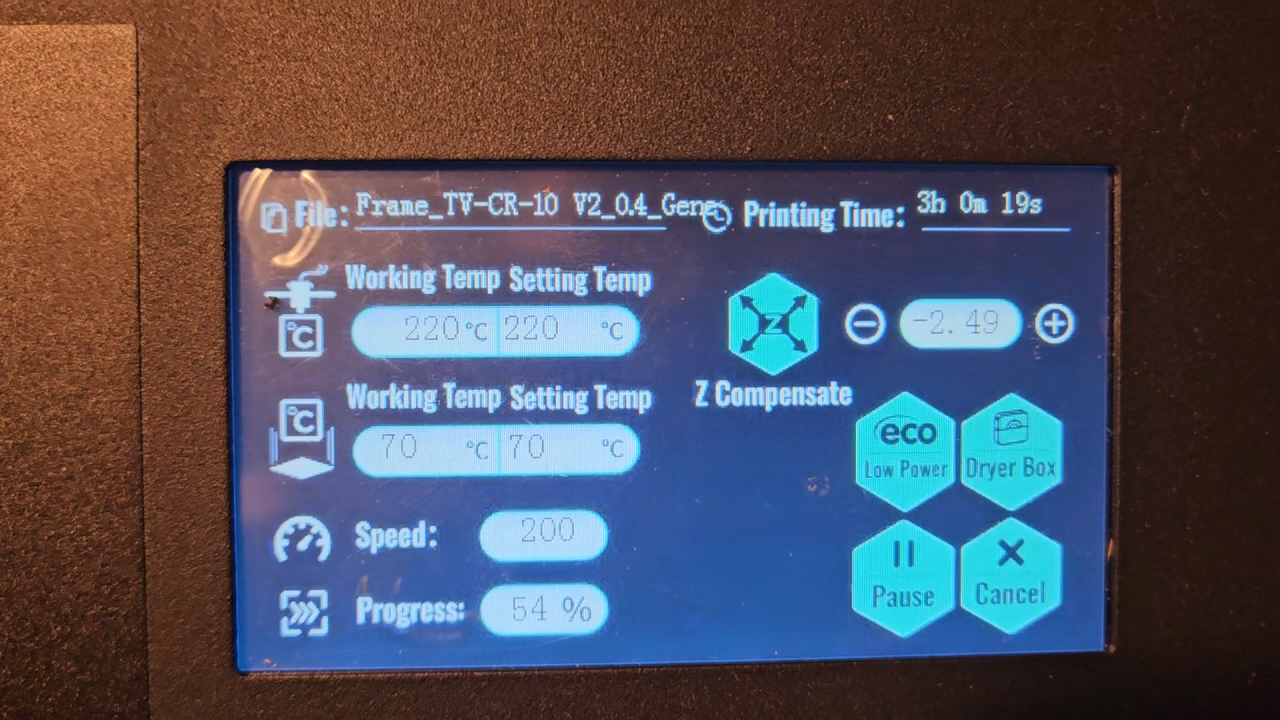 File: Frame_TV-CR-10 V2_0.4_Gene Printing Time: 3h 0m 19s
Working Temp Setting Temp
°C 220 °C 220 °C
Z -2.49
Z Compensate
Working Temp Setting Temp
°C 70 °C 70 °C
eco Low Power
Dryer Box
Speed: 200
Progress: 54 %
Pause
Cancel